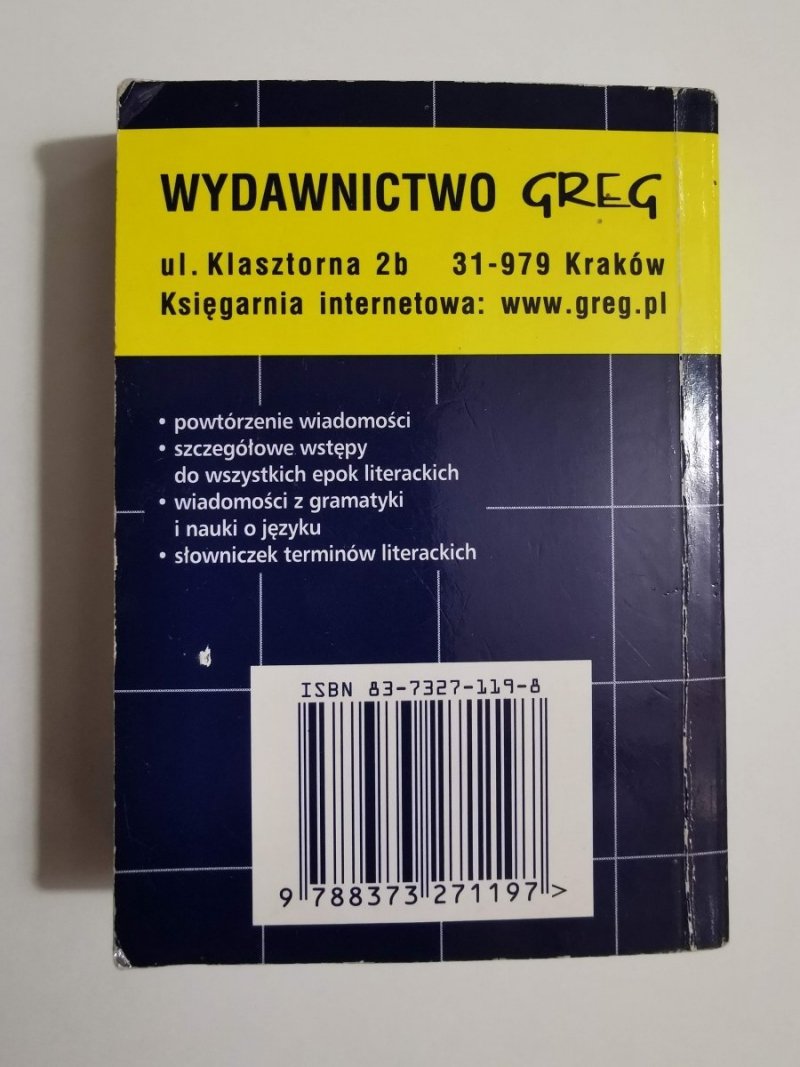 WYDAWNICTWO GREG
ul. Klasztorna 2b 31-979 Kraków
Księgarnia internetowa: www.greg.pl
• powtórzenie wiadomości
• szczegółowe wstępy
do wszystkich epok literackich
• wiadomości z gramatyki
i nauki o języku
• słowniczek terminów literackich
ISBN 83-7327-119-8
9 788373 271197 >